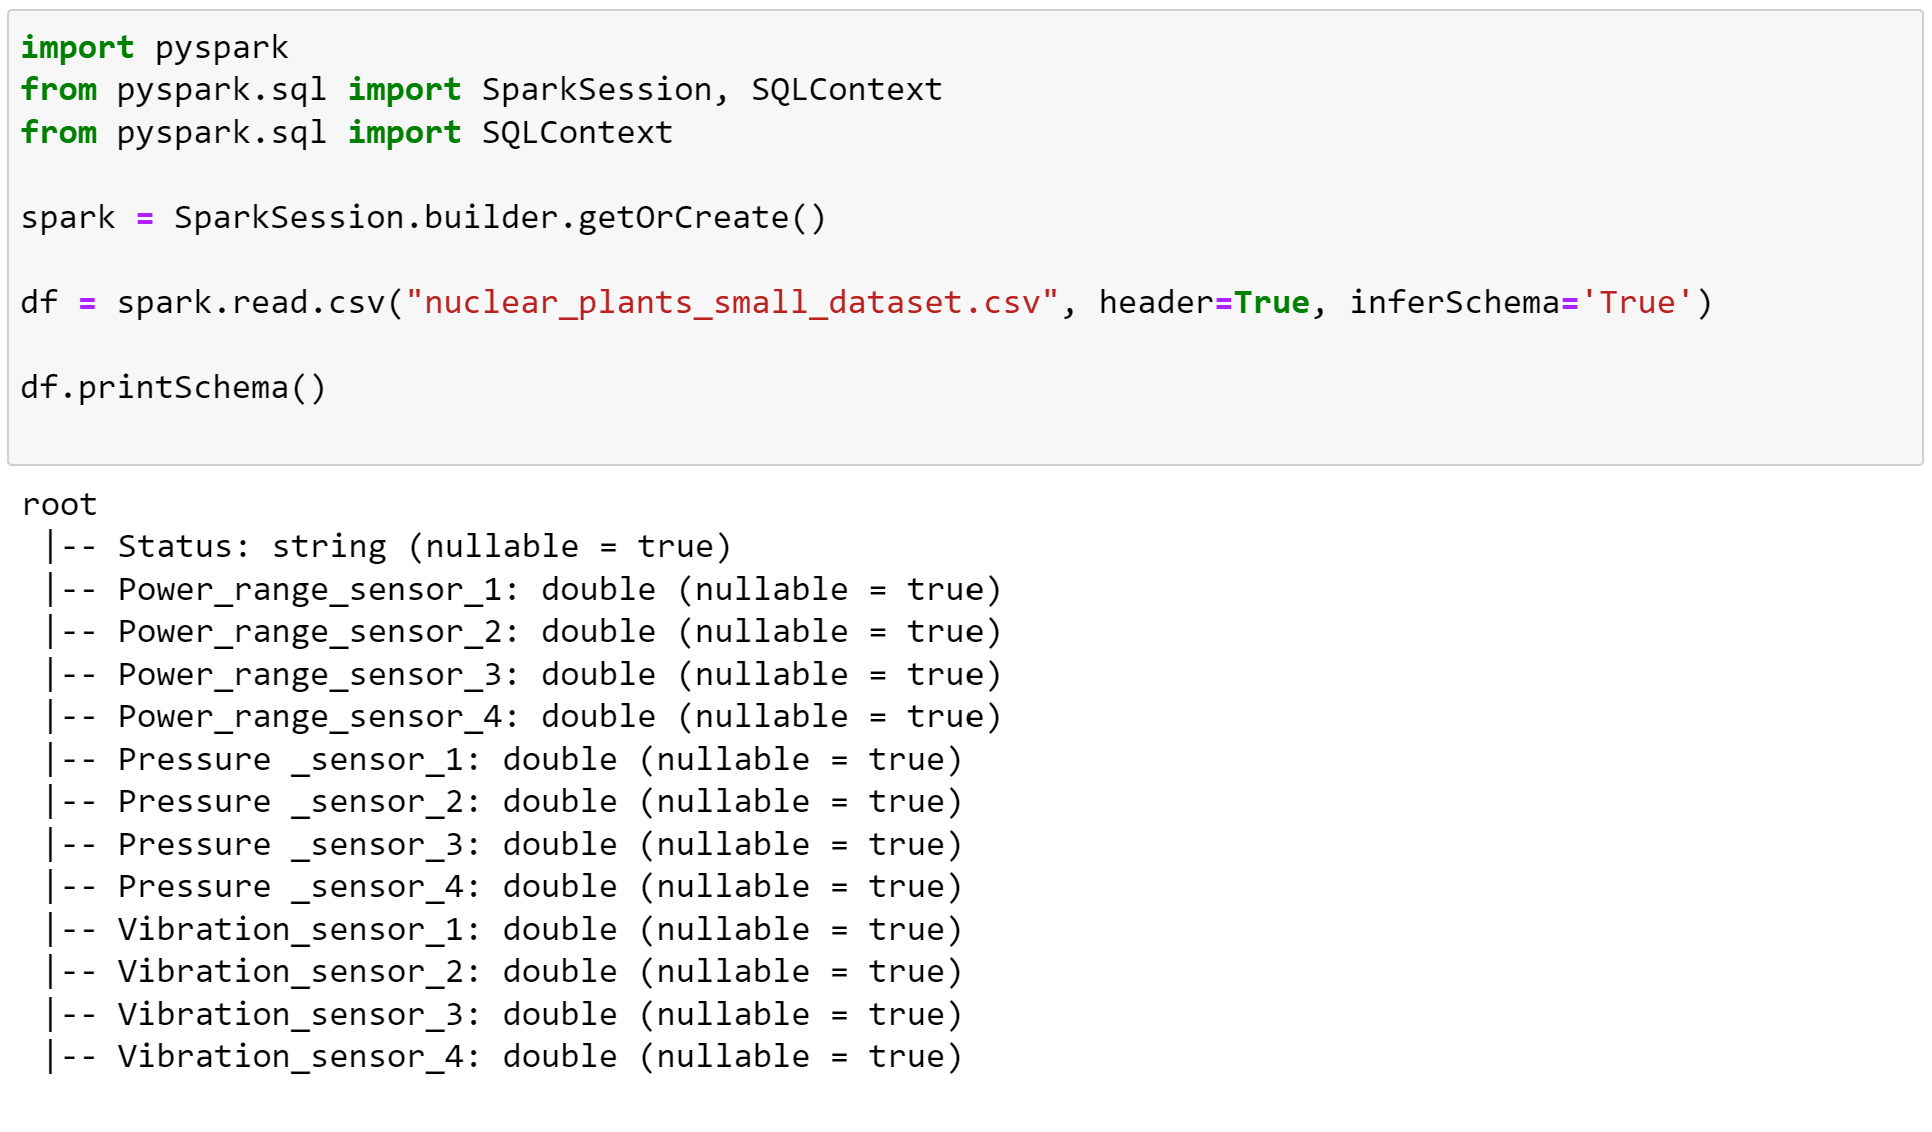 import pyspark
from pyspark.sql import SparkSession, SQLContext
from pyspark.sql import SQLContext
spark = SparkSession.builder.getOrCreate()
df = spark.read.csv("nuclear_plants_small_dataset.csv", header=True, inferSchema='True')
df.printSchema()
root
 |-- Status: string (nullable = true)
 |-- Power_range_sensor_1: double (nullable = true)
 |-- Power_range_sensor_2: double (nullable = true)
 |-- Power_range_sensor_3: double (nullable = true)
 |-- Power_range_sensor_4: double (nullable = true)
 |-- Pressure _sensor_1: double (nullable = true)
 |-- Pressure _sensor_2: double (nullable = true)
 |-- Pressure _sensor_3: double (nullable = true)
 |-- Pressure _sensor_4: double (nullable = true)
 |-- Vibration_sensor_1: double (nullable = true)
 |-- Vibration_sensor_2: double (nullable = true)
 |-- Vibration_sensor_3: double (nullable = true)
 |-- Vibration_sensor_4: double (nullable = true)